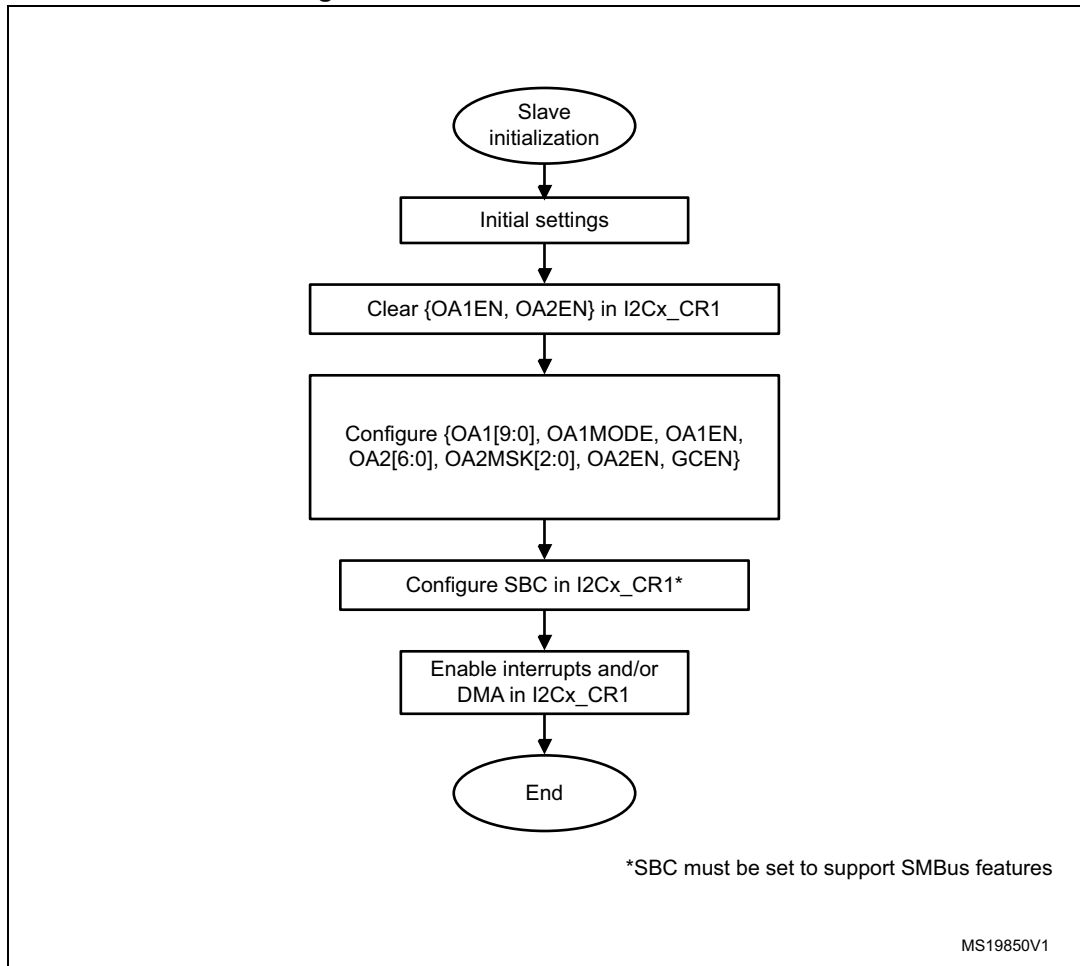 Slave
initialization
Initial settings
Clear {OA1EN, OA2EN} in I2Cx_CR1
Configure {OA1[9:0], OA1MODE, OA1EN,
OA2[6:0], OA2MSK[2:0], OA2EN, GCEN}
Configure SBC in I2Cx_CR1*
Enable interrupts and/or
DMA in I2Cx_CR1
End
*SBC must be set to support SMBus features
MS19850V1